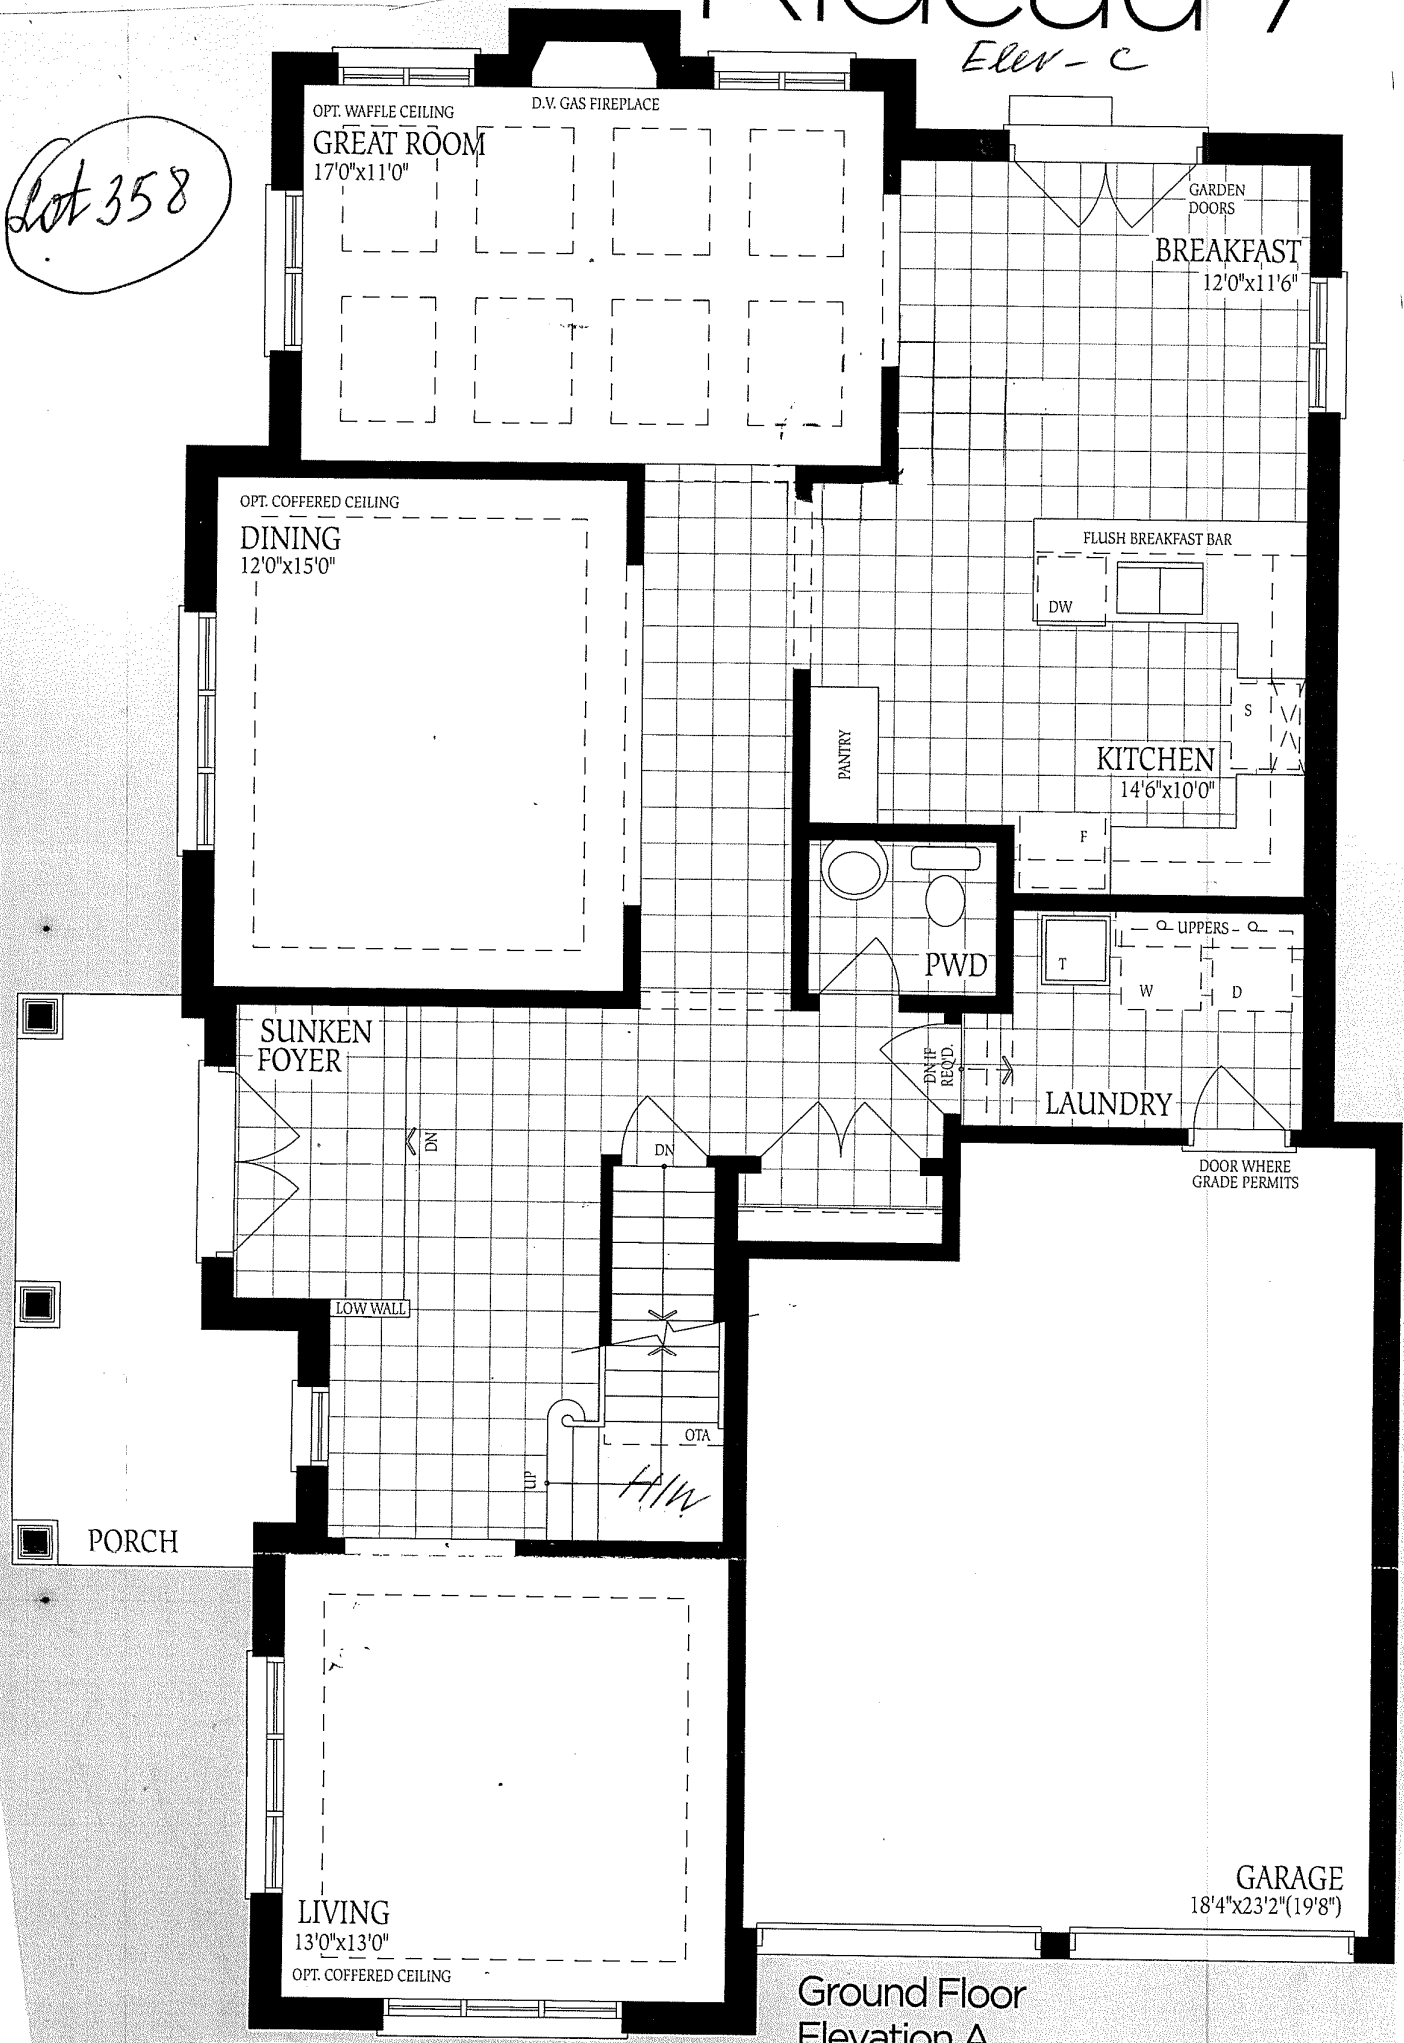 Elev - C
Lot 358
OPT. WAFFLE CEILING
GREAT ROOM
17'0"x11'0"
D.V. GAS FIREPLACE
GARDEN
DOORS
BREAKFAST
12'0"x11'6"
OPT. COFFERED CEILING
DINING
12'0"x15'0"
FLUSH BREAKFAST BAR
DW
S
PANTRY
KITCHEN
14'6"x10'0"
F
PWD
UPPERS
T
W
D
SUNKEN
FOYER
DN IF
REQ'D.
LAUNDRY
DN
DN
DOOR WHERE
GRADE PERMITS
LOW WALL
OTA
UP
H/W
PORCH
GARAGE
18'4"x23'2"(19'8")
LIVING
13'0"x13'0"
OPT. COFFERED CEILING
Ground Floor
Elevation A